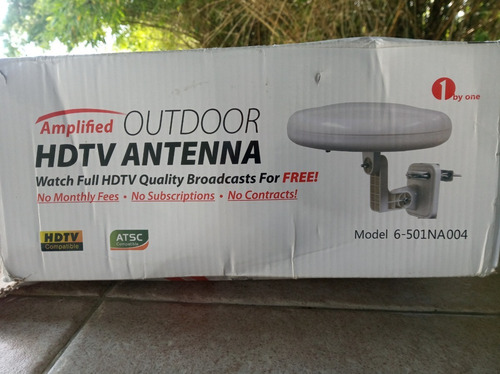 Amplified OUTDOOR
HDTV ANTENNA
Watch Full HDTV Quality Broadcasts For FREE!
No Monthly Fees • No Subscriptions • No Contracts!
HDTV
Compatible
ATSC
Compatible
1 by one
Model 6-501NA004